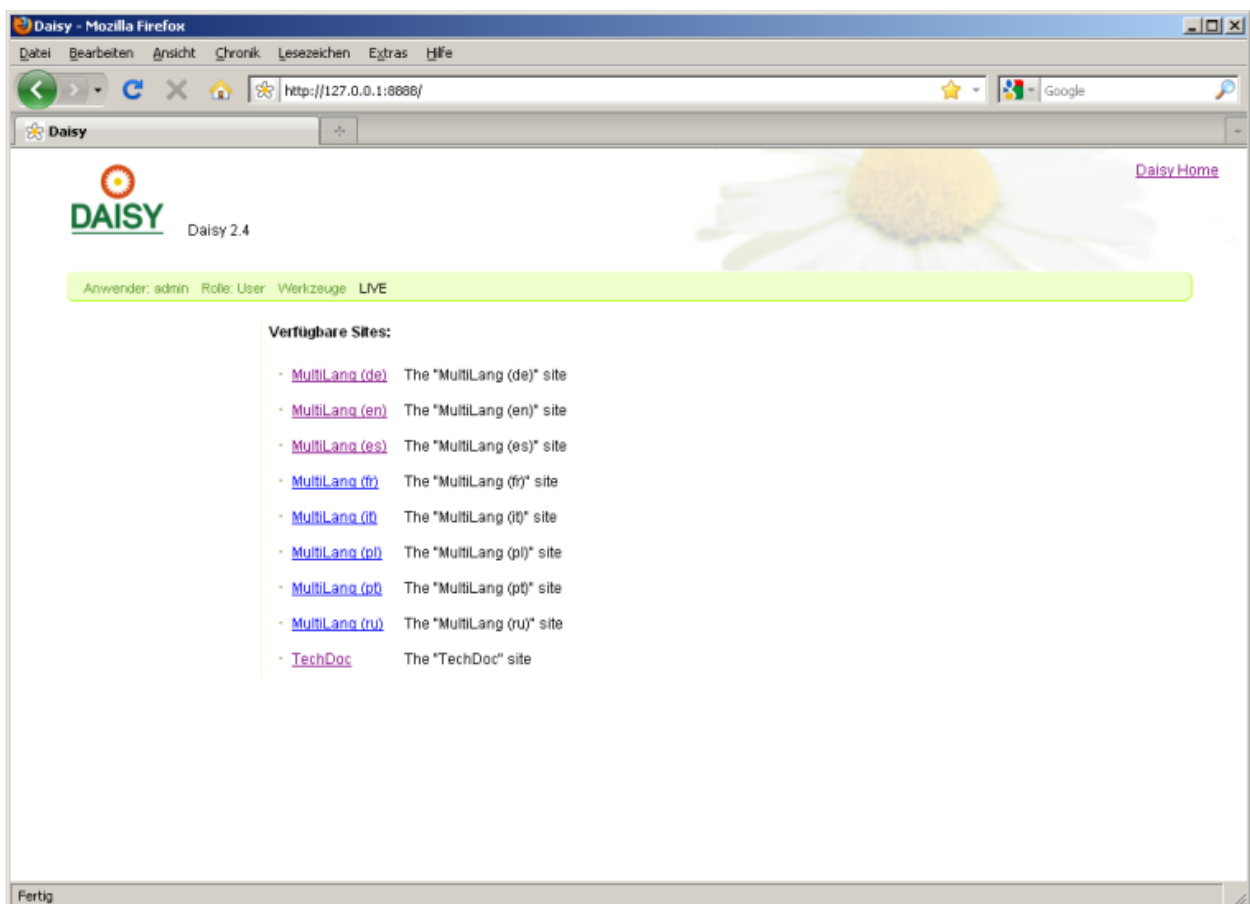 Daisy - Mozilla Firefox
Datei Bearbeiten Ansicht Chronik Lesezeichen Extras Hilfe
http://127.0.0.1:8888/
Google
Daisy
Daisy Home
DAISY
Daisy 2.4
Anwender: admin Rolle: User Werkzeuge LIVE
Verfügbare Sites:
MultiLang (de) The "MultiLang (de)" site
MultiLang (en) The "MultiLang (en)" site
MultiLang (es) The "MultiLang (es)" site
MultiLang (fr) The "MultiLang (fr)" site
MultiLang (it) The "MultiLang (it)" site
MultiLang (pl) The "MultiLang (pl)" site
MultiLang (pt) The "MultiLang (pt)" site
MultiLang (ru) The "MultiLang (ru)" site
TechDoc The "TechDoc" site
Fertig